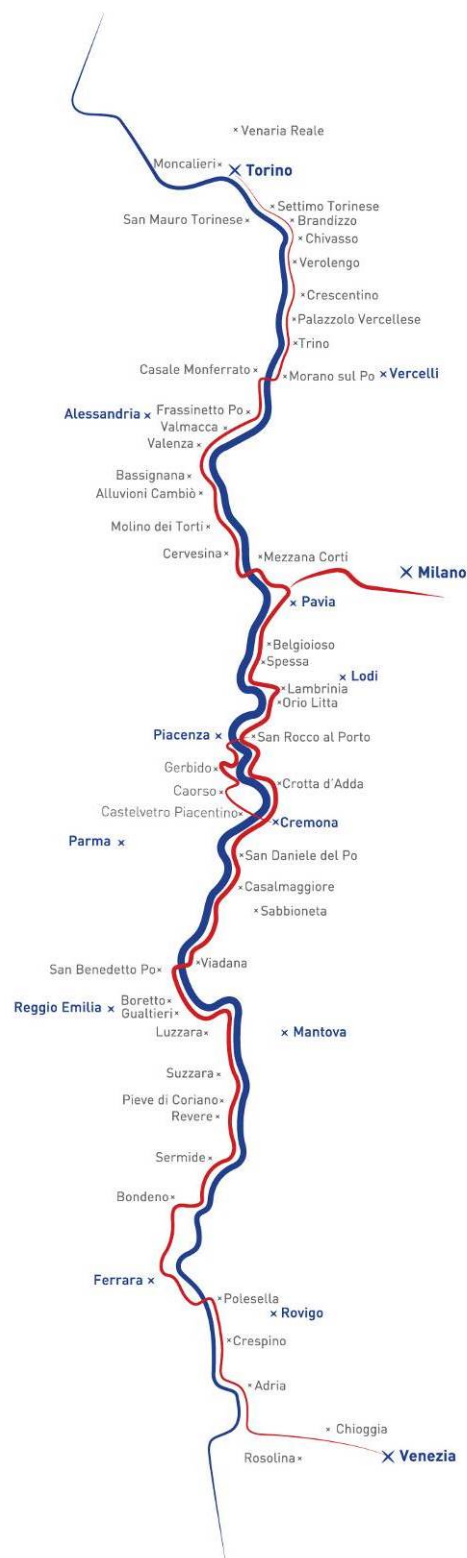 Venaria Reale
Moncalieri
Torino
Settimo Torinese
San Mauro Torinese
Brandizzo
Chivasso
Verolengo
Crescentino
Palazzolo Vercellese
Trino
Casale Monferrato
Morano sul Po
Vercelli
Alessandria
Frassinetto Po
Valmacca
Valenza
Bassignana
Alluvioni Cambiò
Molino dei Torti
Cervesina
Mezzana Corti
Milano
Pavia
Belgioioso
Spessa
Lodi
Lambrinia
Orio Litta
Piacenza
San Rocco al Porto
Gerbido
Crotta d'Adda
Caorso
Castelvetro Piacentino
Cremona
Parma
San Daniele del Po
Casalmaggiore
Sabbioneta
Viadana
San Benedetto Po
Reggio Emilia
Boretto
Gualtieri
Luzzara
Mantova
Suzzara
Pieve di Coriano
Revere
Sermide
Bondeno
Ferrara
Polesella
Rovigo
Crespino
Adria
Chioggia
Rosolina
Venezia